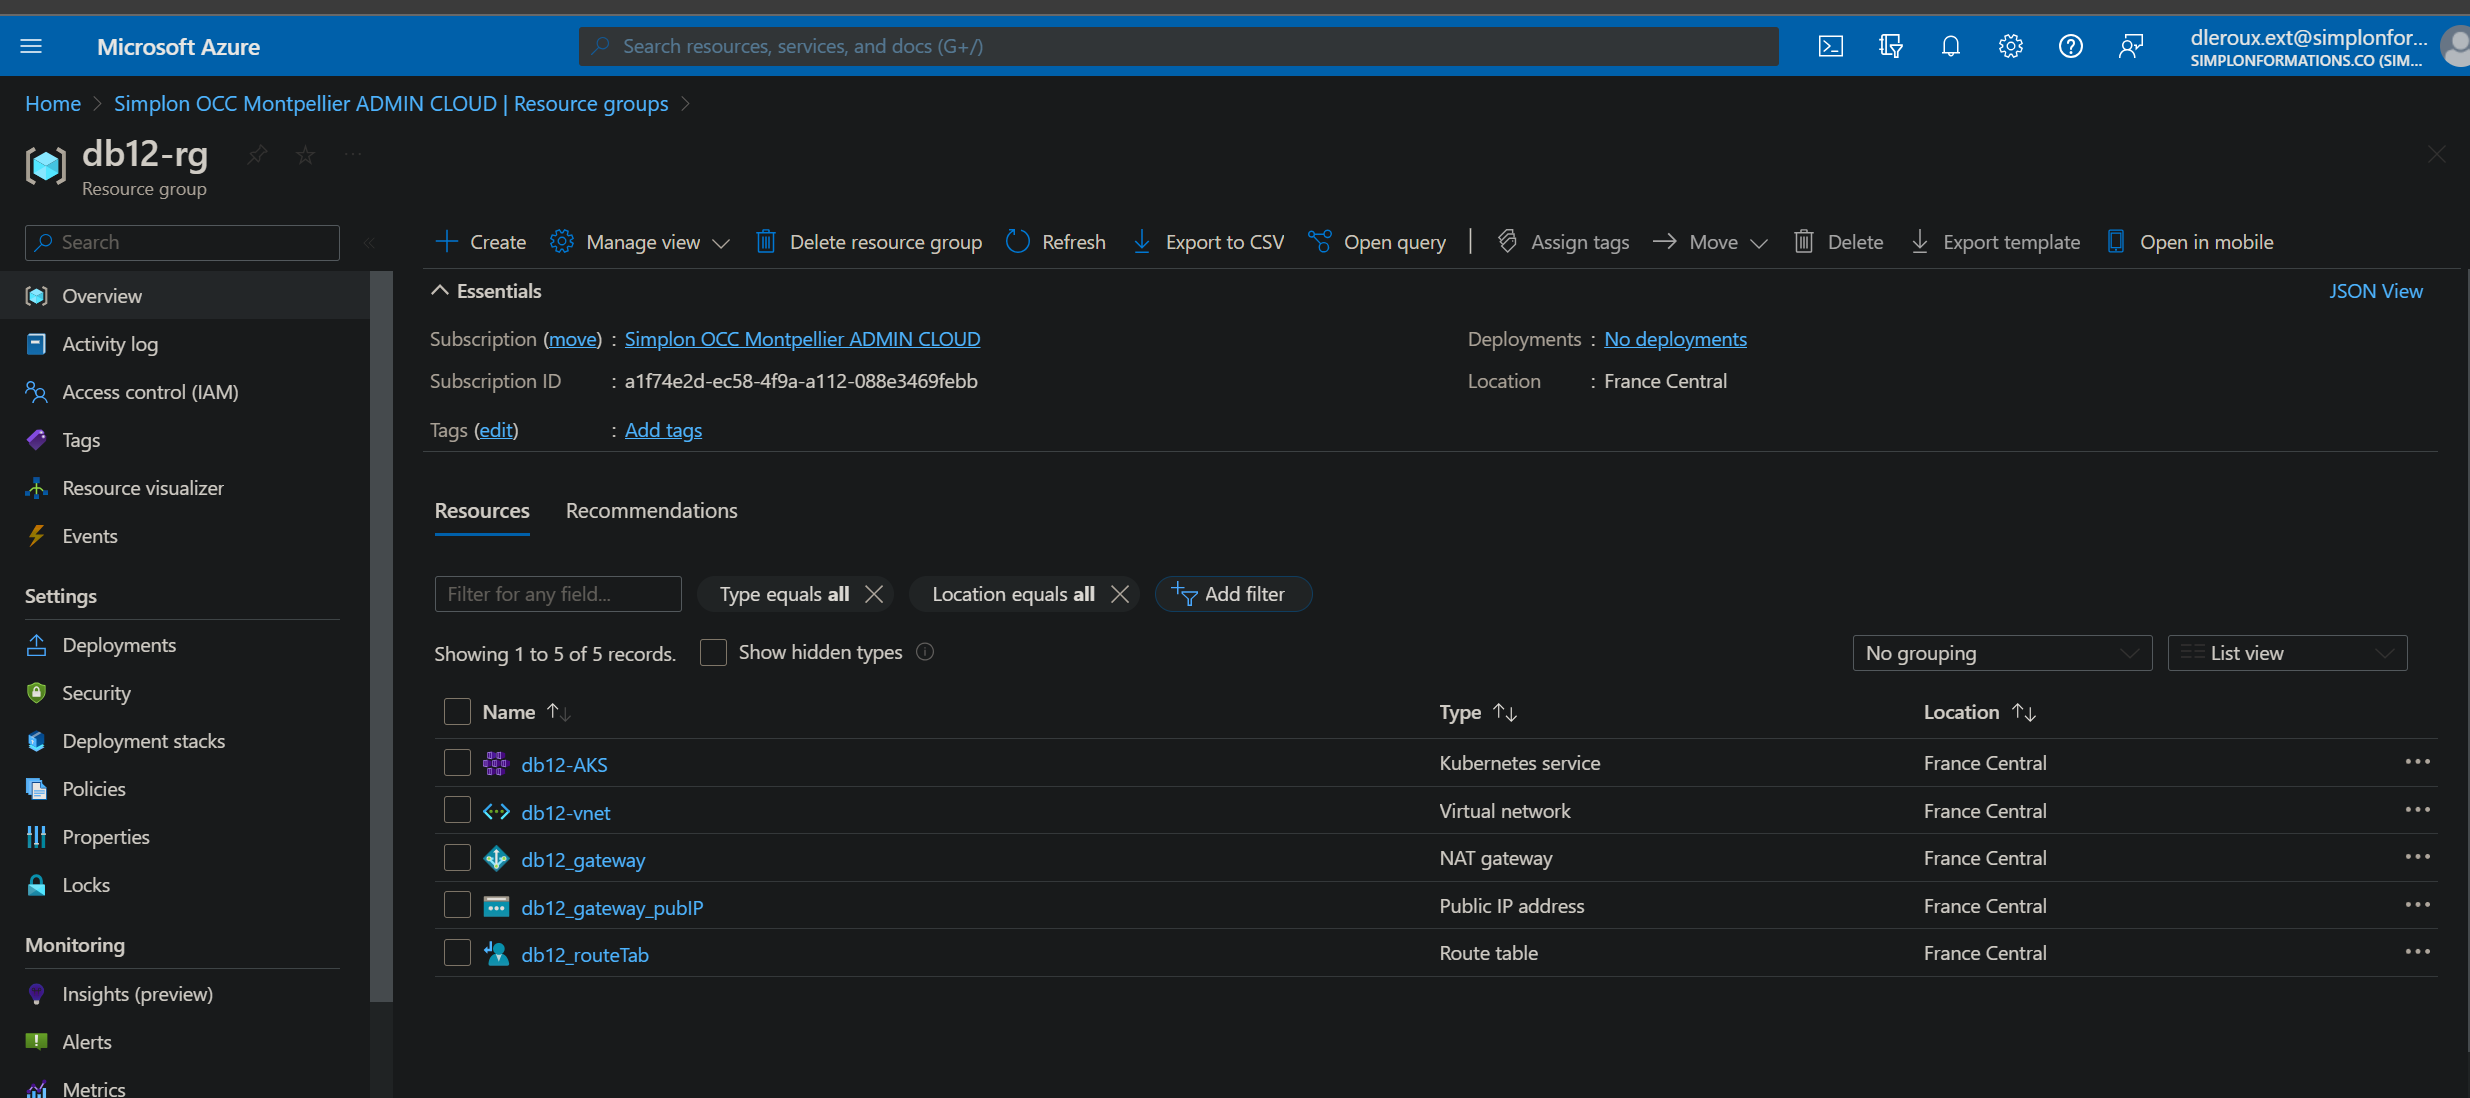 Microsoft Azure
Search resources, services, and docs (G+/)
dleroux.ext@simplonfor...
SIMPLONFORMATIONS.CO (SIM...
Home > Simplon OCC Montpellier ADMIN CLOUD | Resource groups >
db12-rg
Resource group
Search
Overview
Activity log
Access control (IAM)
Tags
Resource visualizer
Events
Settings
Deployments
Security
Deployment stacks
Policies
Properties
Locks
Monitoring
Insights (preview)
Alerts
Metrics
Create Manage view Delete resource group Refresh Export to CSV Open query | Assign tags Move Delete Export template Open in mobile
Essentials
JSON View
Subscription (move) : Simplon OCC Montpellier ADMIN CLOUD
Subscription ID : a1f74e2d-ec58-4f9a-a112-088e3469febb
Tags (edit) : Add tags
Deployments : No deployments
Location : France Central
Resources Recommendations
Filter for any field... Type equals all Location equals all Add filter
Showing 1 to 5 of 5 records. Show hidden types No grouping List view
Name Type Location
db12-AKS Kubernetes service France Central
db12-vnet Virtual network France Central
db12_gateway NAT gateway France Central
db12_gateway_pubIP Public IP address France Central
db12_routeTab Route table France Central